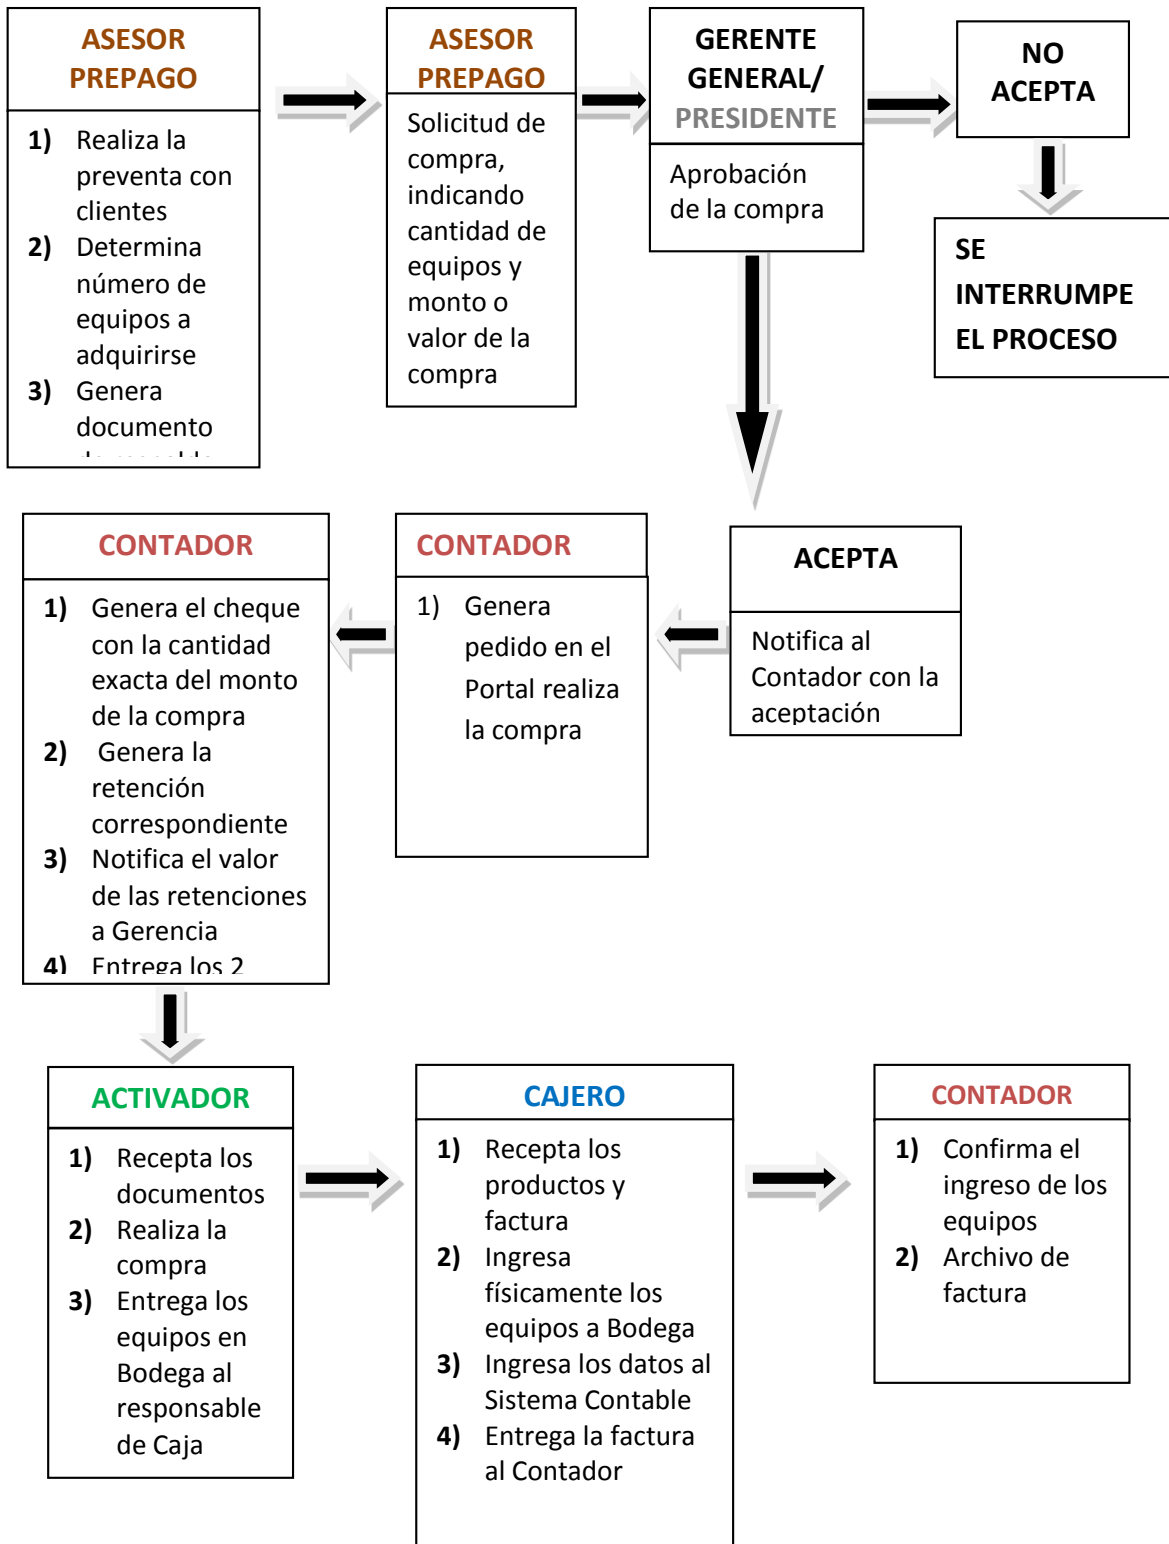 ASESOR
PREPAGO
1) Realiza la
preventa con
clientes
2) Determina
número de
equipos a
adquirirse
3) Genera
documento
ASESOR
PREPAGO
Solicitud de
compra,
indicando
cantidad de
equipos y
monto o
valor de la
compra
GERENTE
GENERAL/
PRESIDENTE
Aprobación
de la compra
NO
ACEPTA
SE
INTERRUMPE
EL PROCESO
ACEPTA
Notifica al
Contador con la
aceptación
CONTADOR
1) Genera
pedido en el
Portal realiza
la compra
CONTADOR
1) Genera el cheque
con la cantidad
exacta del monto
de la compra
2) Genera la
retención
correspondiente
3) Notifica el valor
de las retenciones
a Gerencia
4) Entrega los 2
ACTIVADOR
1) Recepta los
documentos
2) Realiza la
compra
3) Entrega los
equipos en
Bodega al
responsable
de Caja
CAJERO
1) Recepta los
productos y
factura
2) Ingresa
físicamente los
equipos a Bodega
3) Ingresa los datos al
Sistema Contable
4) Entrega la factura
al Contador
CONTADOR
1) Confirma el
ingreso de los
equipos
2) Archivo de
factura